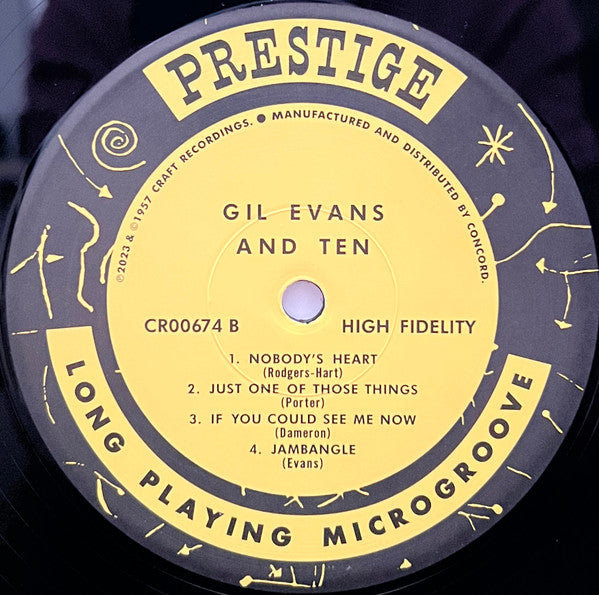 PRESTIGE
℗2023 & ©1957 CRAFT RECORDINGS. ● MANUFACTURED AND DISTRIBUTED BY CONCORD.
GIL EVANS
AND TEN
CR00674 B HIGH FIDELITY
1. NOBODY'S HEART
(Rodgers-Hart)
2. JUST ONE OF THOSE THINGS
(Porter)
3. IF YOU COULD SEE ME NOW
(Dameron)
4. JAMBANGLE
(Evans)
LONG PLAYING MICROGROOVE